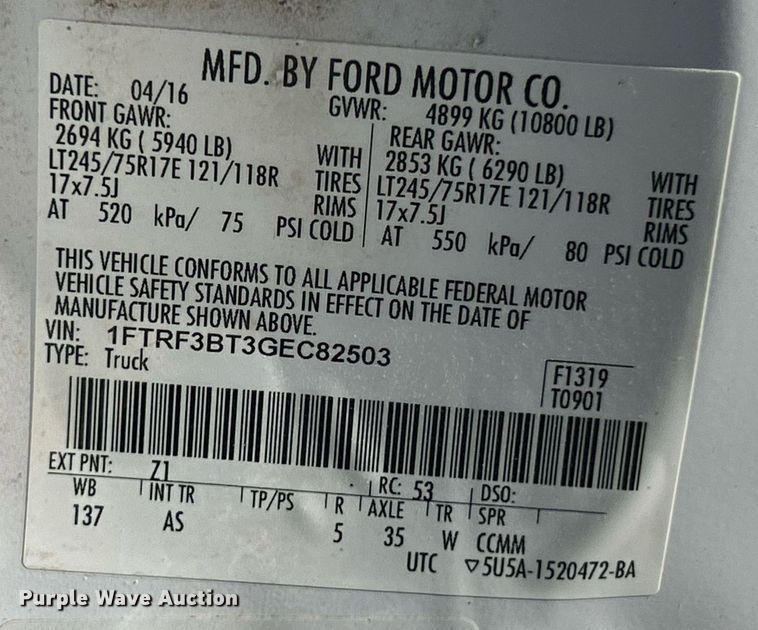 MFD. BY FORD MOTOR CO.
DATE: 04/16 GVWR: 4899 KG (10800 LB)
FRONT GAWR: REAR GAWR:
2694 KG ( 5940 LB) WITH 2853 KG ( 6290 LB) WITH
LT245/75R17E 121/118R TIRES LT245/75R17E 121/118R TIRES
17x7.5J RIMS 17x7.5J RIMS
AT 520 kPa/ 75 PSI COLD AT 550 kPa/ 80 PSI COLD
THIS VEHICLE CONFORMS TO ALL APPLICABLE FEDERAL MOTOR
VEHICLE SAFETY STANDARDS IN EFFECT ON THE DATE OF
MANUFACTURE SHOWN ABOVE.
VIN: 1FTRF3BT3GEC82503
TYPE: Truck
F1319
T0901
EXT PNT: Z1 RC: 53 DSO:
WB INT TR TP/PS R AXLE TR SPR
137 AS 5 35 W CCMM
UTC ▽5U5A-1520472-BA
Purple Wave Auction